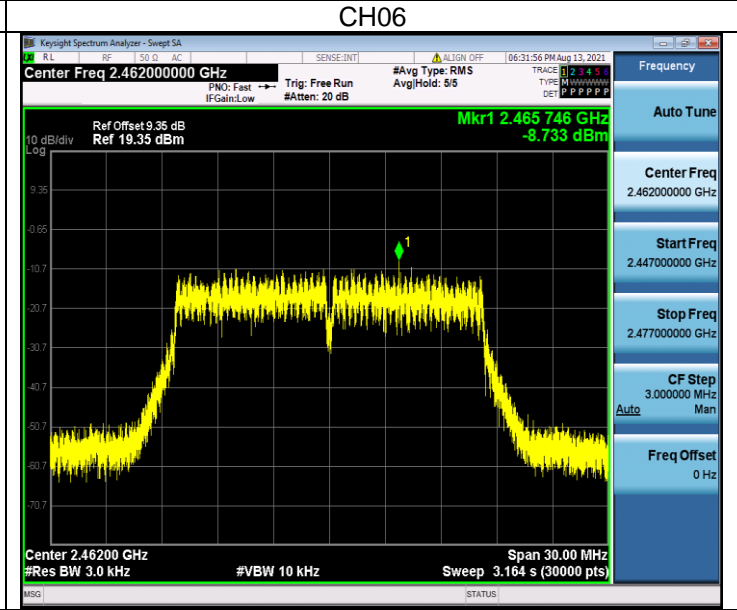 CH06
Keysight Spectrum Analyzer - Swept SA
LXI RL RF 50 Ω AC SENSE:INT ALIGN OFF 06:31:56 PM Aug 13, 2021
Center Freq 2.462000000 GHz
PNO: Fast
IFGain:Low
Trig: Free Run
#Atten: 20 dB
#Avg Type: RMS
Avg|Hold: 5/5
TRACE 1 2 3 4 5 6
TYPE M WWWWW
DET P P P P P P
Ref Offset 9.35 dB
10 dB/div Ref 19.35 dBm
Log
Mkr1 2.465 746 GHz
-8.733 dBm
1
9.35
-0.65
-10.7
-20.7
-30.7
-40.7
-50.7
-60.7
-70.7
Center 2.46200 GHz Span 30.00 MHz
#Res BW 3.0 kHz #VBW 10 kHz Sweep 3.164 s (30000 pts)
MSG STATUS
Frequency
Auto Tune
Center Freq
2.462000000 GHz
Start Freq
2.447000000 GHz
Stop Freq
2.477000000 GHz
CF Step
3.000000 MHz
Auto Man
Freq Offset
0 Hz